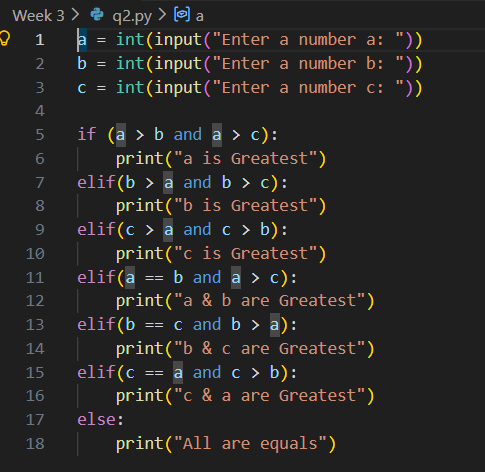 Week 3 > q2.py > a
1 a = int(input("Enter a number a: "))
2 b = int(input("Enter a number b: "))
3 c = int(input("Enter a number c: "))
4
5 if (a > b and a > c):
6     print("a is Greatest")
7 elif(b > a and b > c):
8     print("b is Greatest")
9 elif(c > a and c > b):
10     print("c is Greatest")
11 elif(a == b and a > c):
12     print("a & b are Greatest")
13 elif(b == c and b > a):
14     print("b & c are Greatest")
15 elif(c == a and c > b):
16     print("c & a are Greatest")
17 else:
18     print("All are equals")